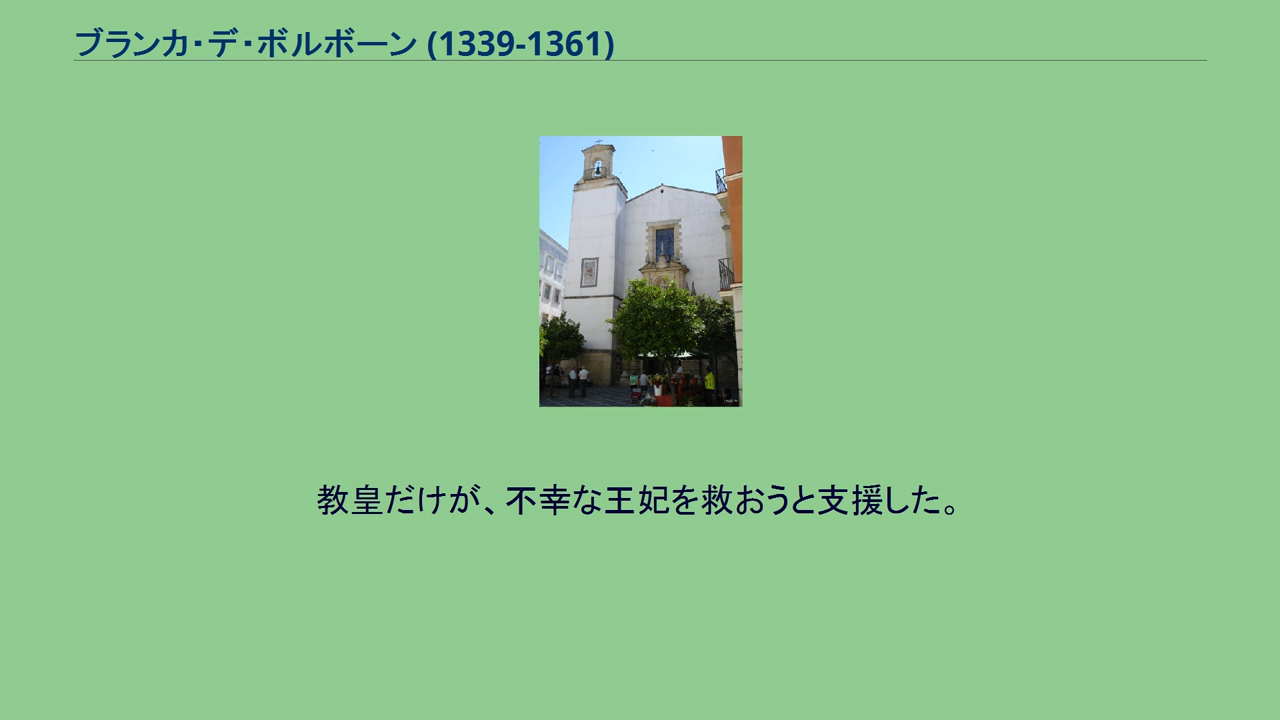 ブランカ・デ・ボルボーン (1339-1361)
教皇だけが、不幸な王妃を救おうと支援した。